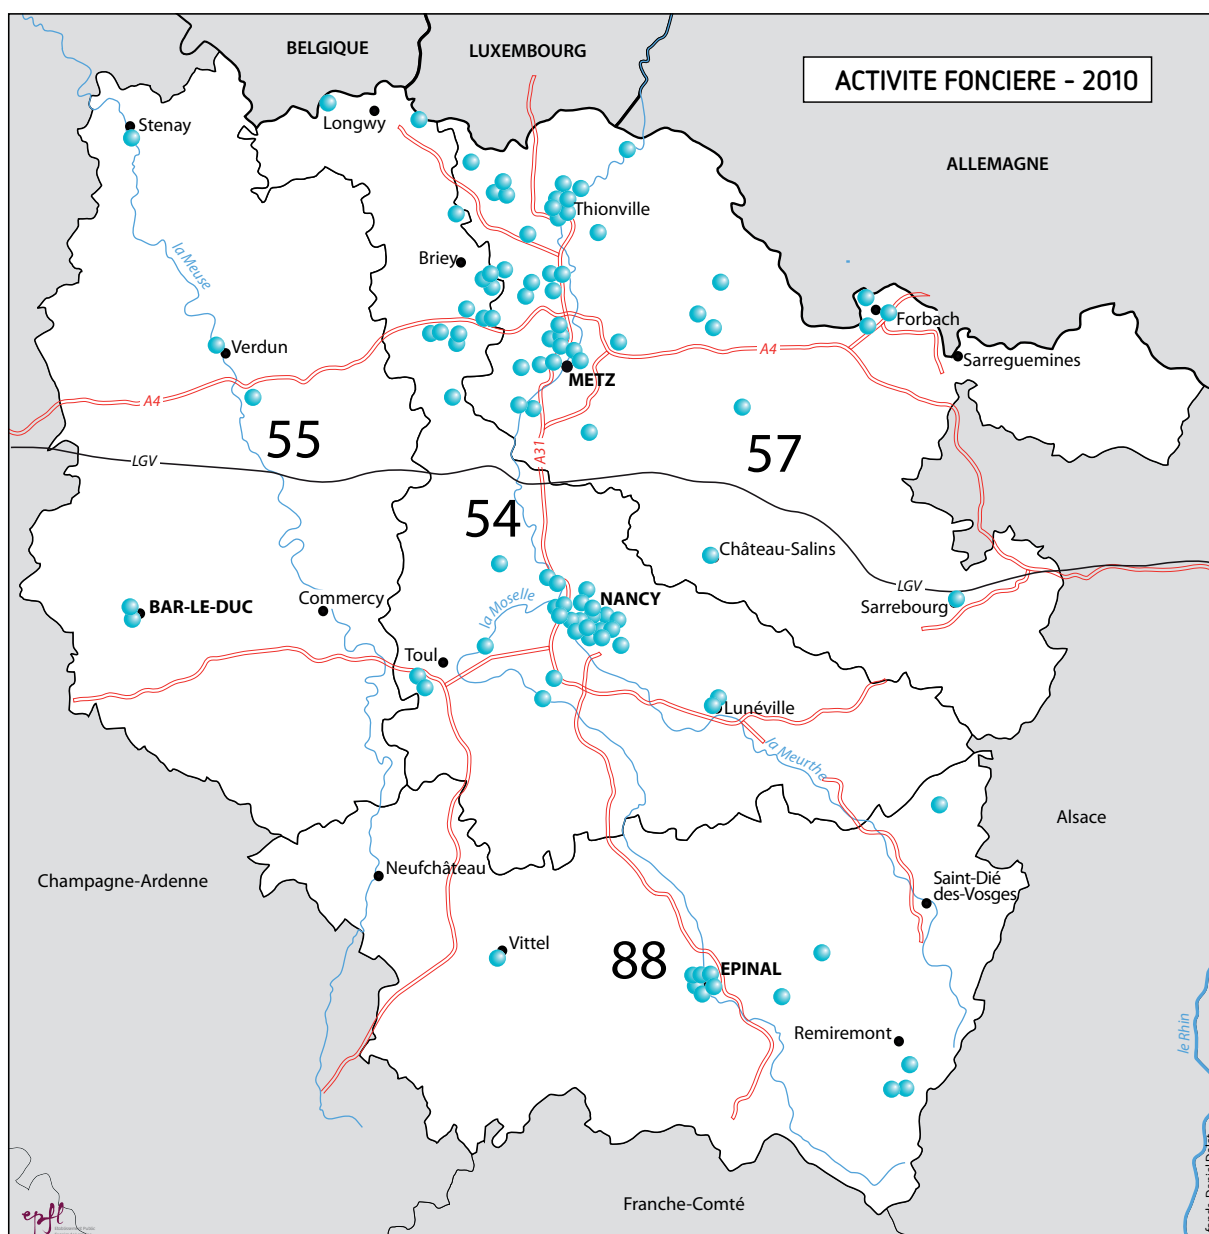 BELGIQUE
LUXEMBOURG
ACTIVITE FONCIERE - 2010
Longwy
Stenay
ALLEMAGNE
Thionville
la Meuse
Briey
Forbach
Verdun
A4
Sarreguemines
METZ
A4
55
57
A31
LGV
54
Château-Salins
LGV
BAR-LE-DUC
Commercy
la Moselle
NANCY
Sarrebourg
Toul
Lunéville
la Meurthe
Alsace
Neufchâteau
Champagne-Ardenne
Saint-Dié
des-Vosges
Vittel
88
EPINAL
Remiremont
le Rhin
Franche-Comté
epfl